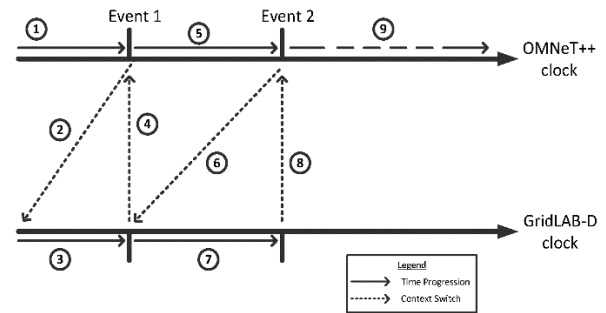 Event 1
Event 2
1
5
9
OMNeT++
clock
2
4
6
8
GridLAB-D
clock
3
7
Legend
Time Progression
Context Switch